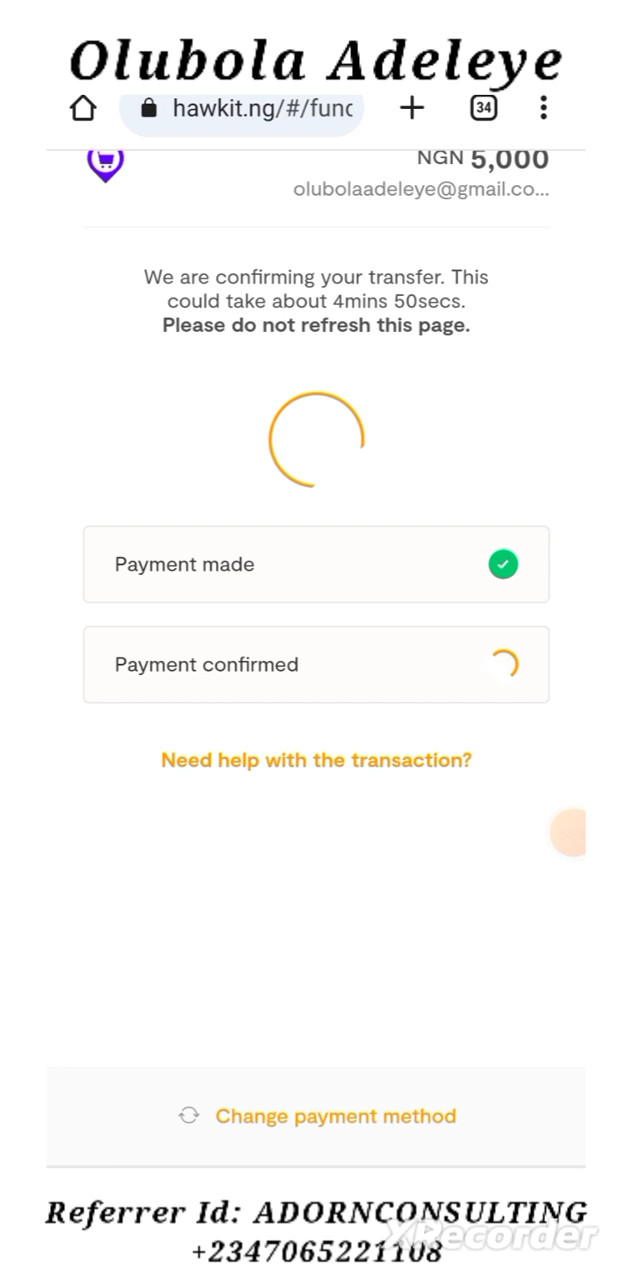 Olubola Adeleye
hawkit.ng/#/func
34
NGN 5,000
olubolaadeleye@gmail.co...
We are confirming your transfer. This
could take about 4mins 50secs.
Please do not refresh this page.
Payment made
Payment confirmed
Need help with the transaction?
Change payment method
Referrer Id: ADORNCONSULTING
XRecorder
+2347065221108